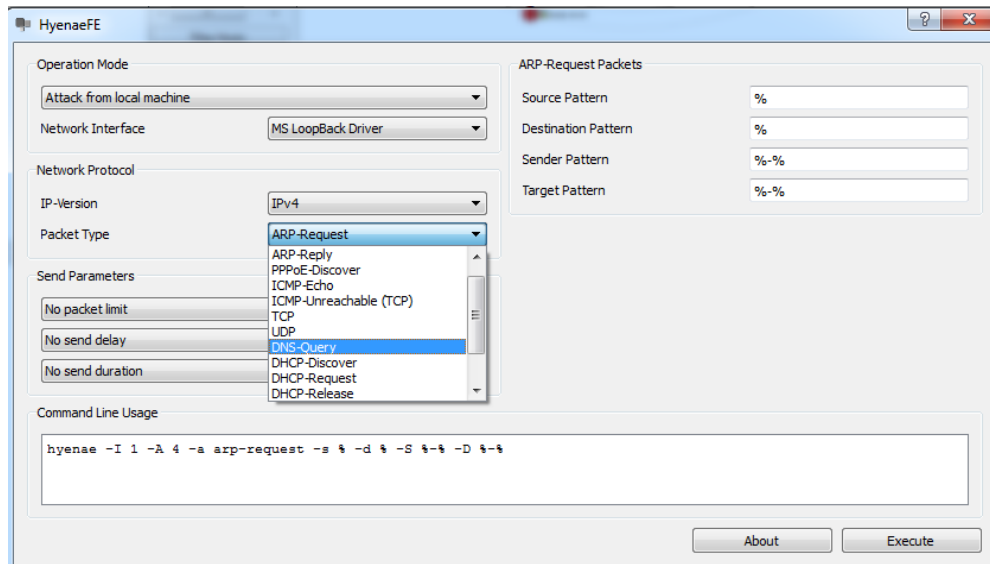 HyenaeFE
Operation Mode
Attack from local machine
Network Interface MS LoopBack Driver
Network Protocol
IP-Version IPv4
Packet Type ARP-Request
ARP-Reply
PPPoE-Discover
ICMP-Echo
ICMP-Unreachable (TCP)
TCP
UDP
DNS-Query
DHCP-Discover
DHCP-Request
DHCP-Release
Send Parameters
No packet limit
No send delay
No send duration
ARP-Request Packets
Source Pattern %
Destination Pattern %
Sender Pattern %-%
Target Pattern %-%
Command Line Usage
hyenae -I 1 -A 4 -a arp-request -s % -d % -S %-% -D %-%
About Execute